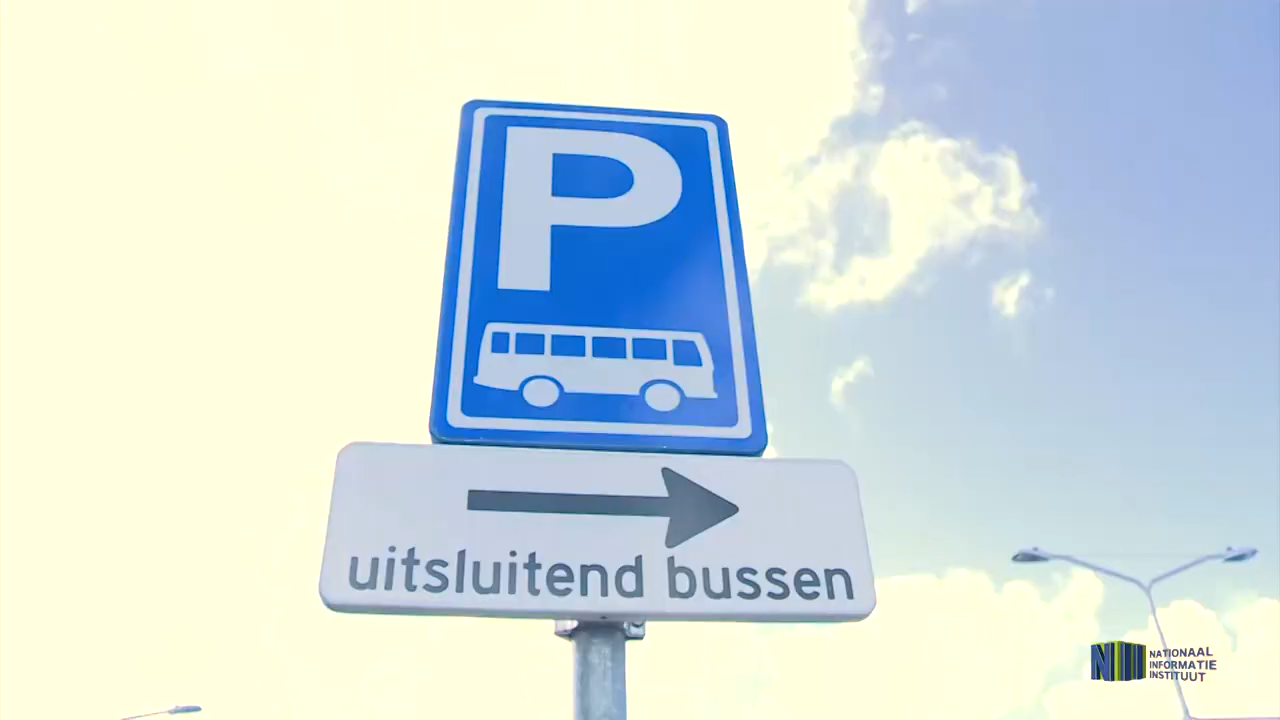 P
uitsluitend bussen
NATIONAAL
INFORMATIE
INSTITUUT